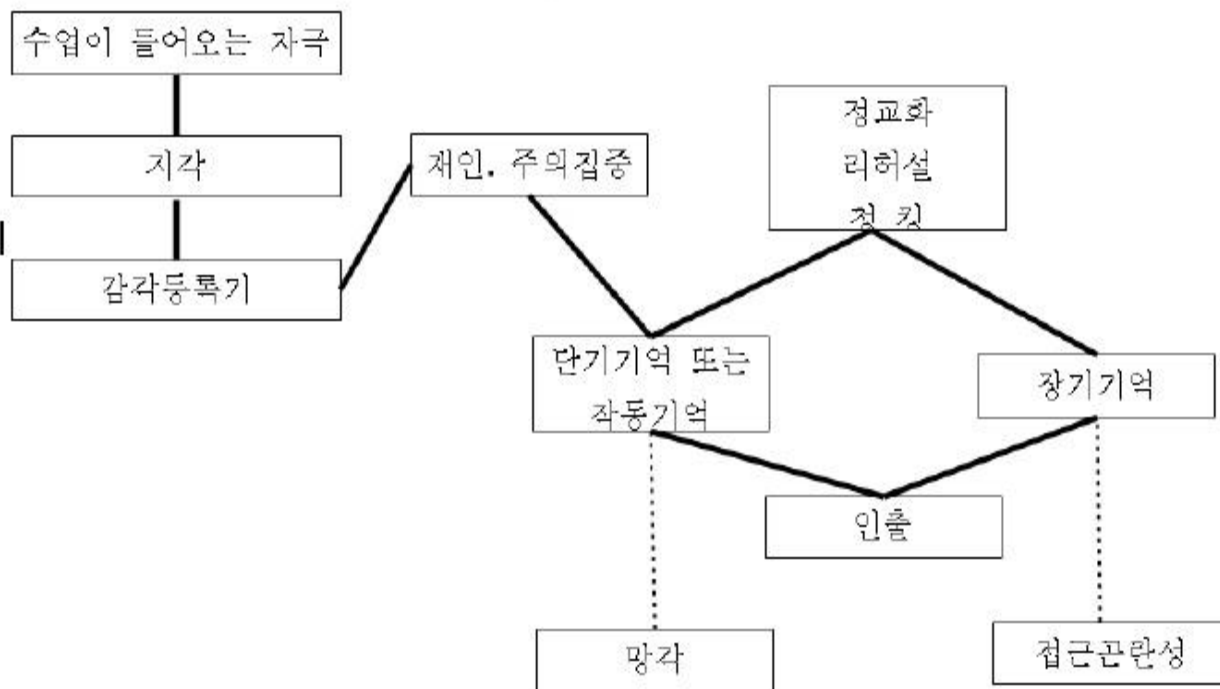 수업이 들어오는 자극
지각
감각등록기
재인. 주의집중
정교화
리허설
청킹
단기기억 또는
작동기억
장기기억
인출
망각
접근곤란성